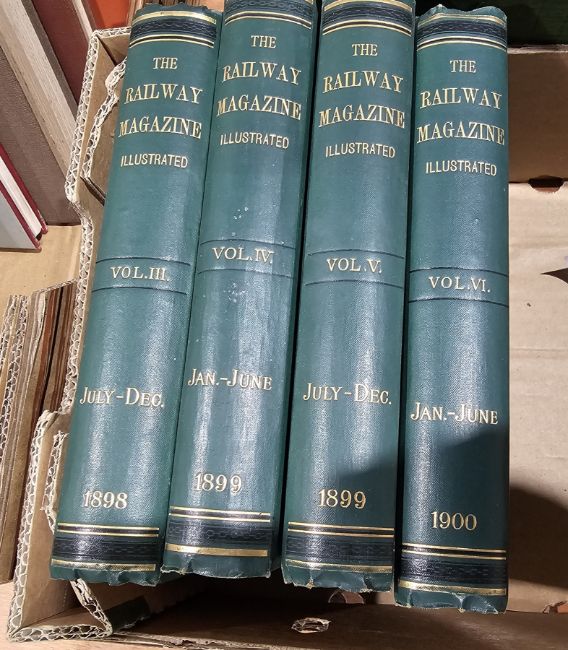 THE
RAILWAY
MAGAZINE
ILLUSTRATED
VOL. III.
JULY-DEC.
1898
THE
RAILWAY
MAGAZINE
ILLUSTRATED
VOL. IV.
JAN.-JUNE
1899
THE
RAILWAY
MAGAZINE
ILLUSTRATED
VOL. V.
JULY-DEC.
1899
THE
RAILWAY
MAGAZINE
ILLUSTRATED
VOL. VI.
JAN.-JUNE
1900